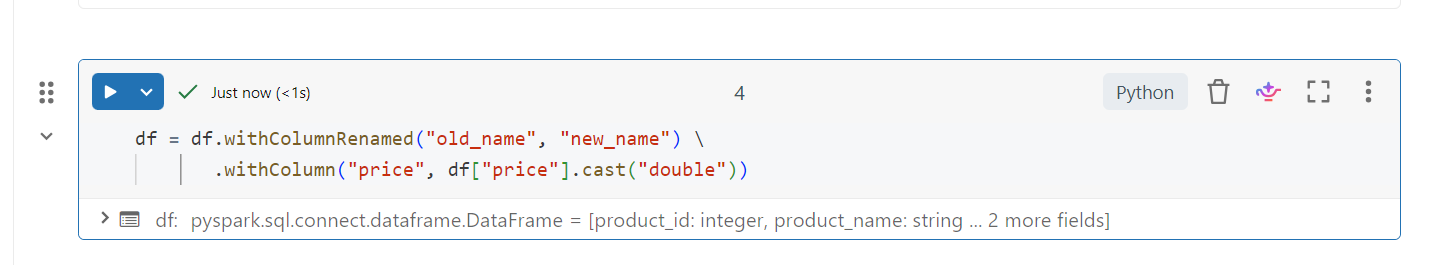 Just now (<1s)
4
Python
df = df.withColumnRenamed("old_name", "new_name") \
.withColumn("price", df["price"].cast("double"))
df: pyspark.sql.connect.dataframe.DataFrame = [product_id: integer, product_name: string ... 2 more fields]